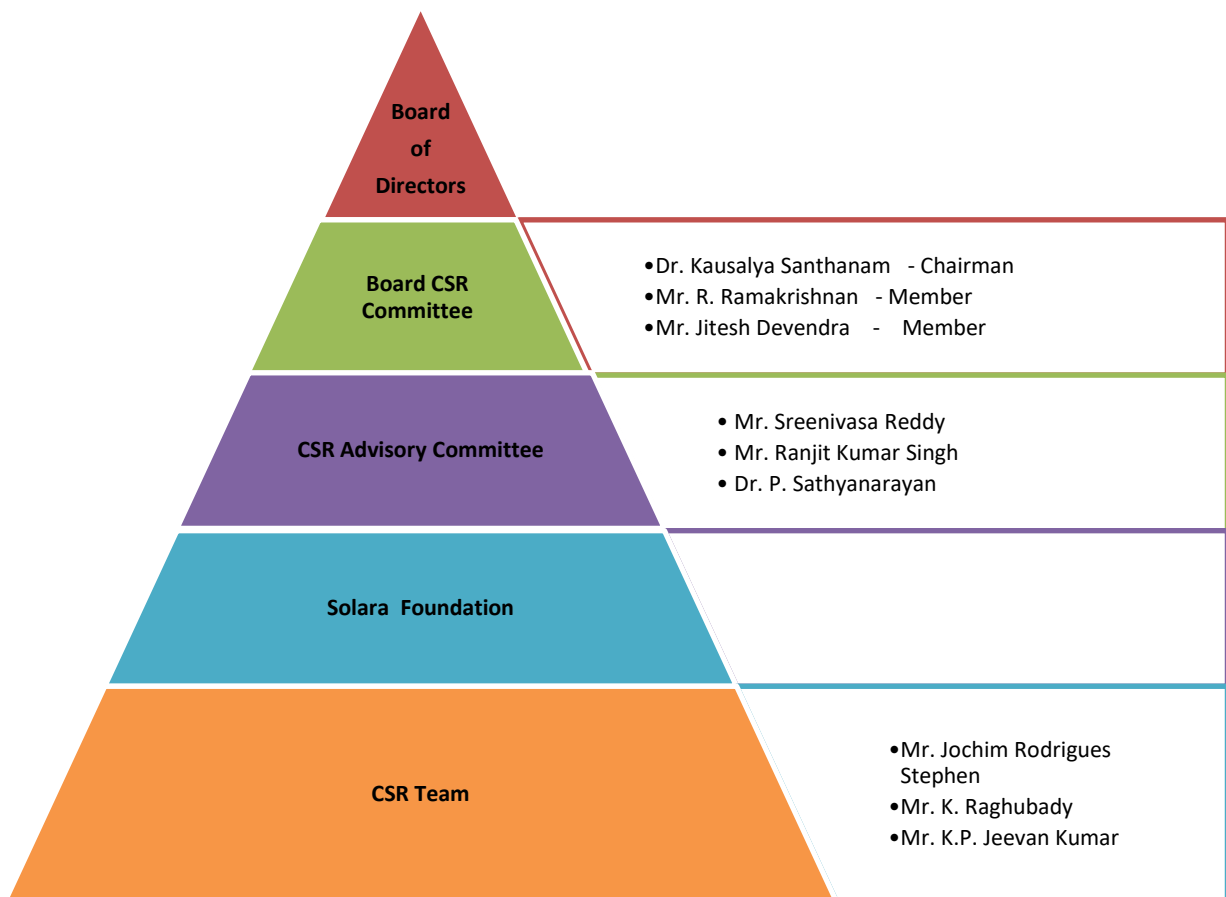 Board
of
Directors
Board CSR
Committee
•Dr. Kausalya Santhanam - Chairman
•Mr. R. Ramakrishnan - Member
•Mr. Jitesh Devendra - Member
CSR Advisory Committee
• Mr. Sreenivasa Reddy
• Mr. Ranjit Kumar Singh
• Dr. P. Sathyanarayan
Solara Foundation
CSR Team
•Mr. Jochim Rodrigues
Stephen
•Mr. K. Raghubady
•Mr. K.P. Jeevan Kumar